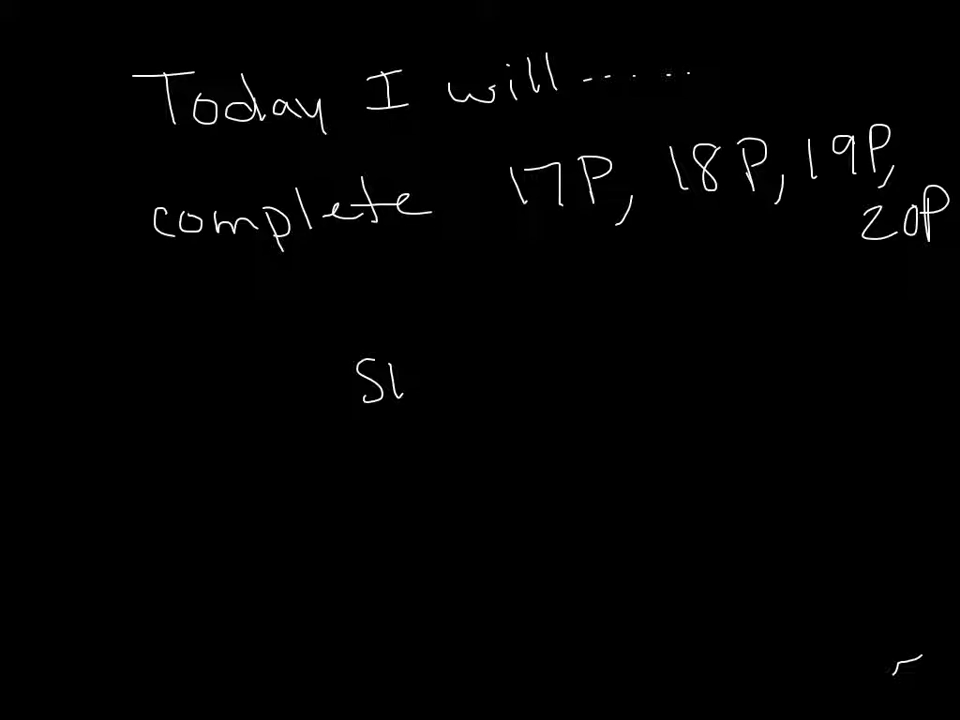 Today I will......
complete 17P, 18P, 19P,
20P
Sl